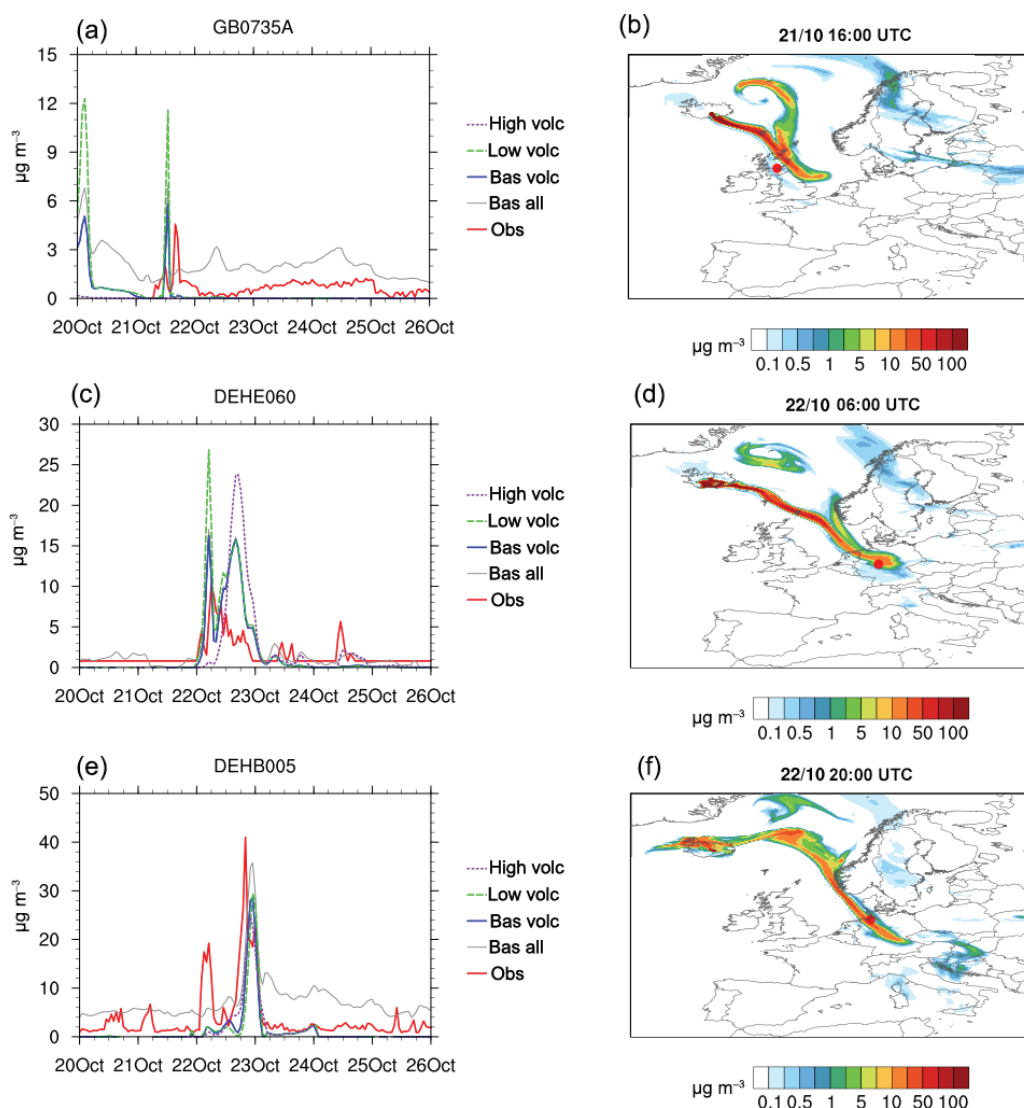 (a) GB0735A
15
12
9
6
3
0
µg m⁻³
20Oct 21Oct 22Oct 23Oct 24Oct 25Oct 26Oct
High volc
Low volc
Bas volc
Bas all
Obs
(b) 21/10 16:00 UTC
µg m⁻³
0.1 0.5 1 5 10 50 100
(c) DEHE060
30
25
20
15
10
5
0
µg m⁻³
20Oct 21Oct 22Oct 23Oct 24Oct 25Oct 26Oct
High volc
Low volc
Bas volc
Bas all
Obs
(d) 22/10 06:00 UTC
µg m⁻³
0.1 0.5 1 5 10 50 100
(e) DEHB005
50
40
30
20
10
0
µg m⁻³
20Oct 21Oct 22Oct 23Oct 24Oct 25Oct 26Oct
High volc
Low volc
Bas volc
Bas all
Obs
(f) 22/10 20:00 UTC
µg m⁻³
0.1 0.5 1 5 10 50 100